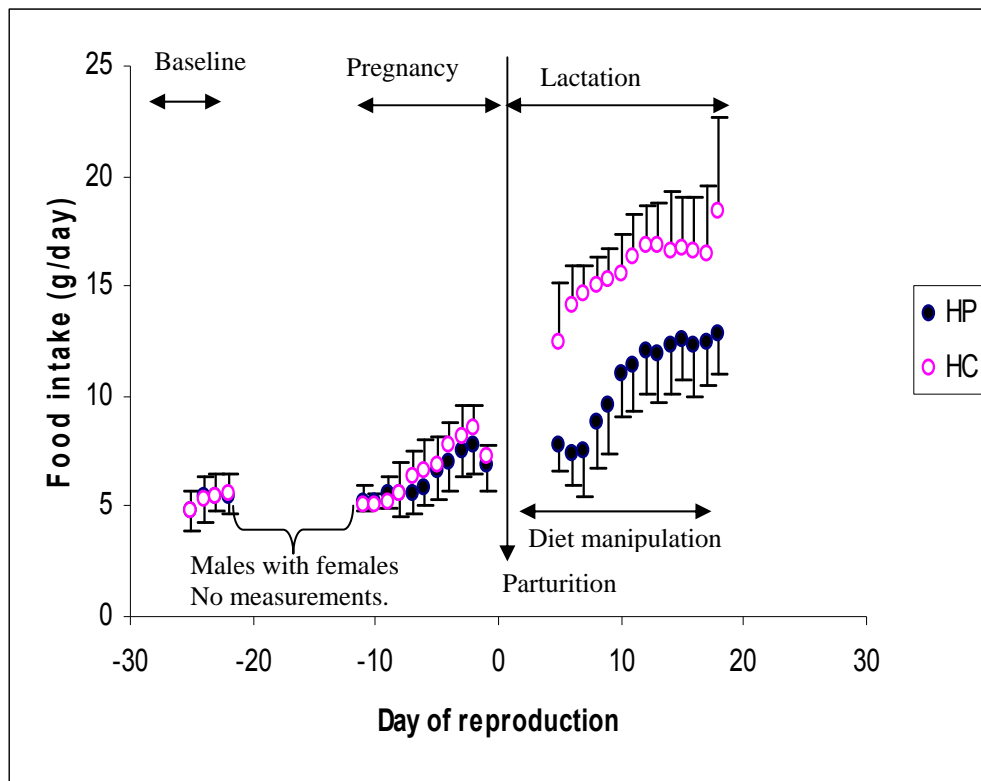 Baseline
Pregnancy
Lactation
Food intake (g/day)
25
20
15
10
5
0
HP
HC
Males with females
No measurements.
Diet manipulation
Parturition
-30
-20
-10
0
10
20
30
Day of reproduction